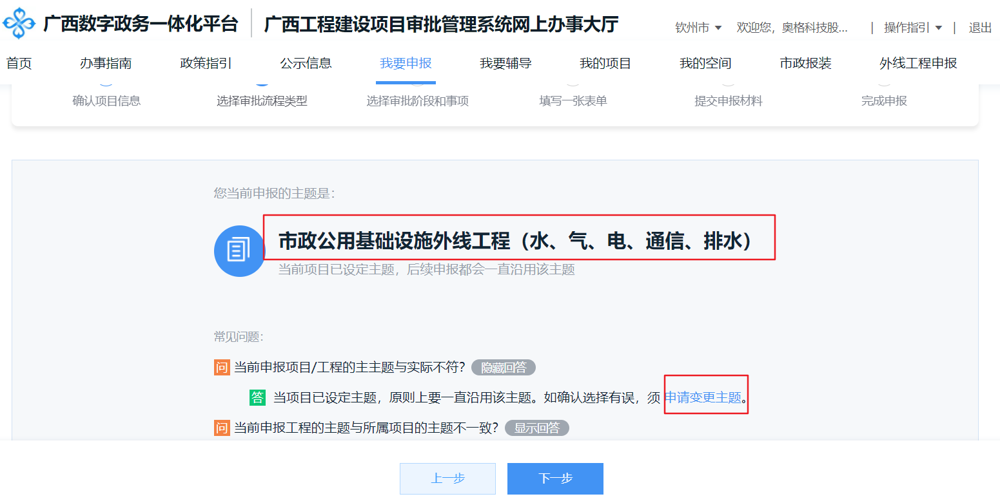 广西数字政务一体化平台 广西工程建设项目审批管理系统网上办事大厅 钦州市 欢迎您，奥格科技股... | 操作指引 | 退出
首页 办事指南 政策指引 公示信息 我要申报 我要辅导 我的项目 我的空间 市政报装 外线工程申报
确认项目信息 选择审批流程类型 选择审批阶段和事项 填写一张表单 提交申报材料 完成申报
您当前申报的主题是：
市政公用基础设施外线工程（水、气、电、通信、排水）
当前项目已设定主题，后续申报都会一直沿用该主题
常见问题：
问 当前申报项目/工程的主主题与实际不符？ 隐藏回答
答 当项目已设定主题，原则上要一直沿用该主题。如确认选择有误，须 申请变更主题。
问 当前申报工程的主题与所属项目的主题不一致？ 显示回答
上一步 下一步